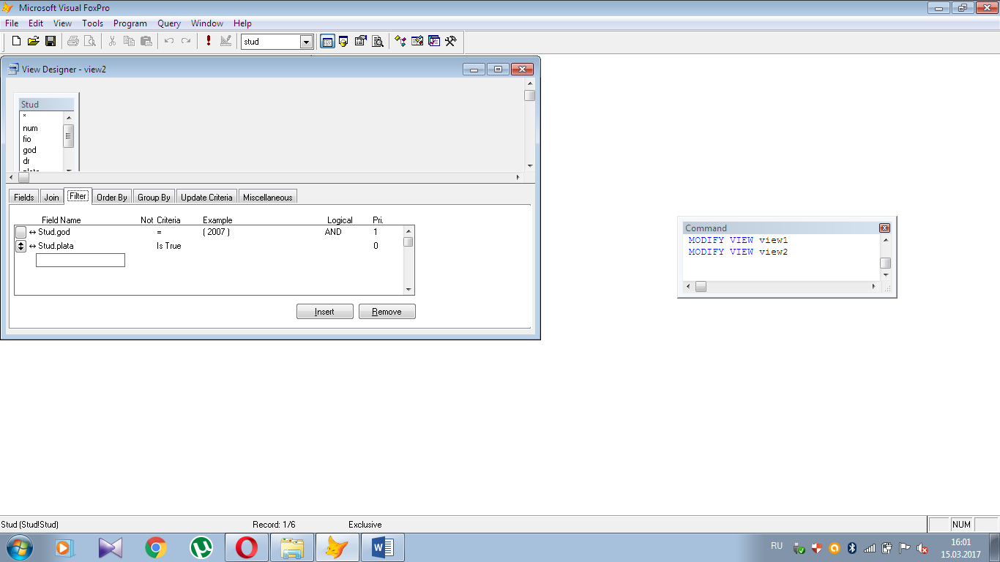 Microsoft Visual FoxPro
File Edit View Tools Program Query Window Help
stud
View Designer - view2
Stud
*
num
fio
god
dr
Fields Join Filter Order By Group By Update Criteria Miscellaneous
Field Name Not Criteria Example Logical Pri.
Stud.god = ( 2007 ) AND 1
Stud.plata Is True 0
Insert Remove
Command
MODIFY VIEW view1
MODIFY VIEW view2
Stud (Stud!Stud) Record: 1/6 Exclusive NUM
RU 16:01
15.03.2017